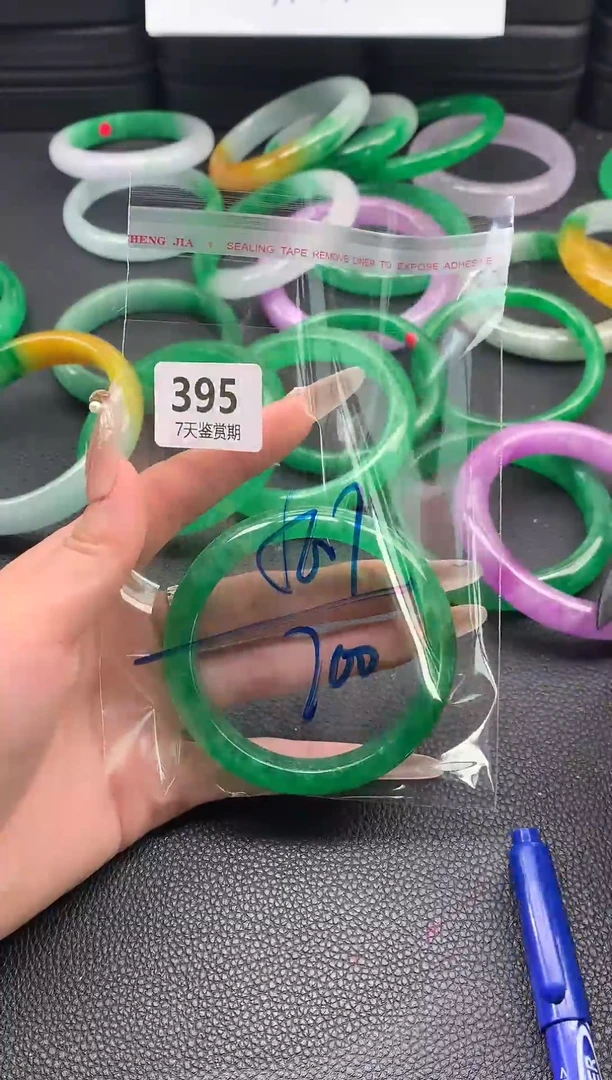 HENG JIA SEALING TAPE REMOVE LINER TO EXPOSE ADHESIVE
395
7天鉴赏期
700